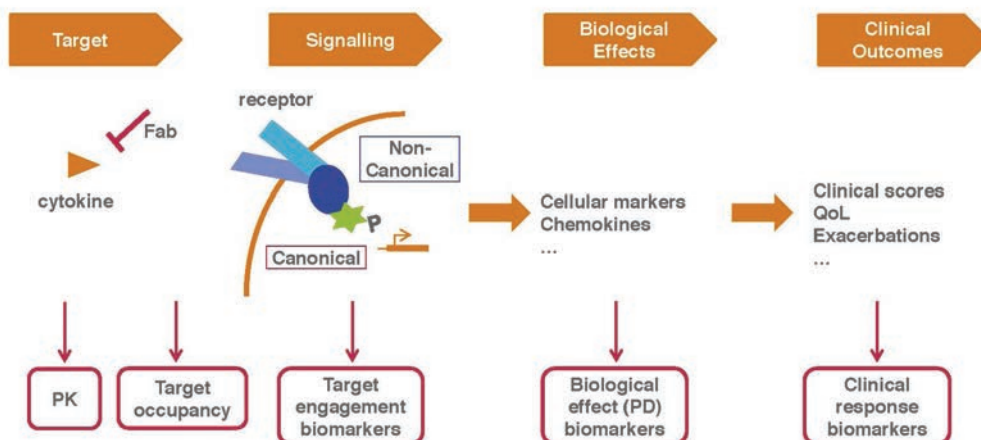 Target
Signalling
Biological
Effects
Clinical
Outcomes
receptor
Fab
cytokine
Non-
Canonical
P
Canonical
Cellular markers
Chemokines
...
Clinical scores
QoL
Exacerbations
...
PK
Target
occupancy
Target
engagement
biomarkers
Biological
effect (PD)
biomarkers
Clinical
response
biomarkers